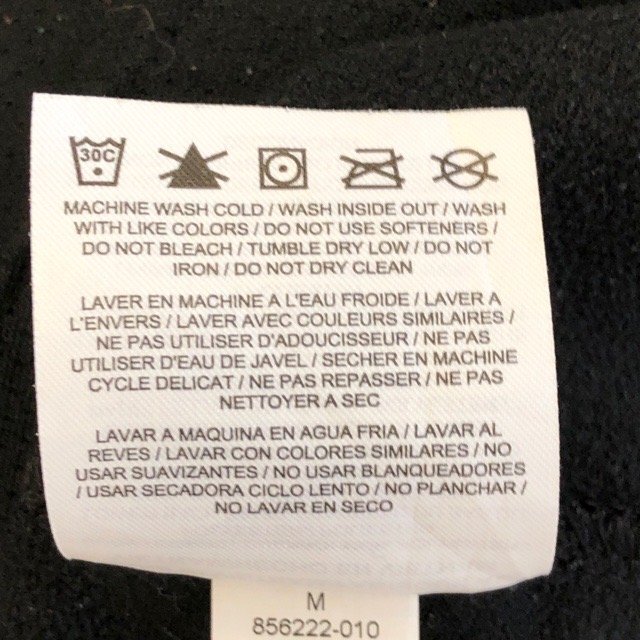 30C
MACHINE WASH COLD / WASH INSIDE OUT / WASH
WITH LIKE COLORS / DO NOT USE SOFTENERS /
DO NOT BLEACH / TUMBLE DRY LOW / DO NOT
IRON / DO NOT DRY CLEAN
LAVER EN MACHINE A L'EAU FROIDE / LAVER A
L'ENVERS / LAVER AVEC COULEURS SIMILAIRES /
NE PAS UTILISER D'ADOUCISSEUR / NE PAS
UTILISER D'EAU DE JAVEL / SECHER EN MACHINE
CYCLE DELICAT / NE PAS REPASSER / NE PAS
NETTOYER A SEC
LAVAR A MAQUINA EN AGUA FRIA / LAVAR AL
REVES / LAVAR CON COLORES SIMILARES / NO
USAR SUAVIZANTES / NO USAR BLANQUEADORES
/ USAR SECADORA CICLO LENTO / NO PLANCHAR /
NO LAVAR EN SECO
M
856222-010